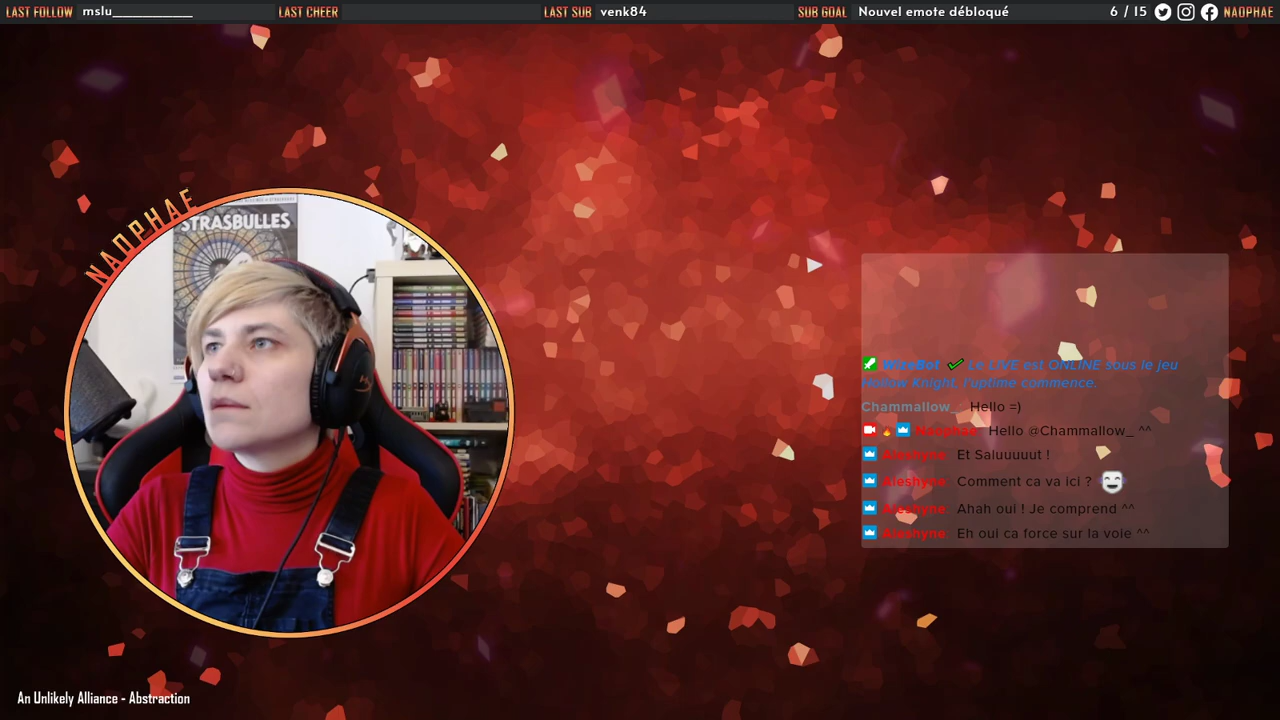 LAST FOLLOW mslu______________ LAST CHEER LAST SUB venk84 SUB GOAL Nouvel emote débloqué 6 / 15 NAOPHAE
NAOPHAE
STRASBULLES
WizeBot Le LIVE est ONLINE sous le jeu
Hollow Knight, l'uptime commence.
Chammallow_: Hello =)
Naophae: Hello @Chammallow_ ^^
Aleshyne: Et Saluuuuut !
Aleshyne: Comment ca va ici ?
Aleshyne: Ahah oui ! Je comprend ^^
Aleshyne: Eh oui ca force sur la voie ^^
An Unlikely Alliance - Abstraction